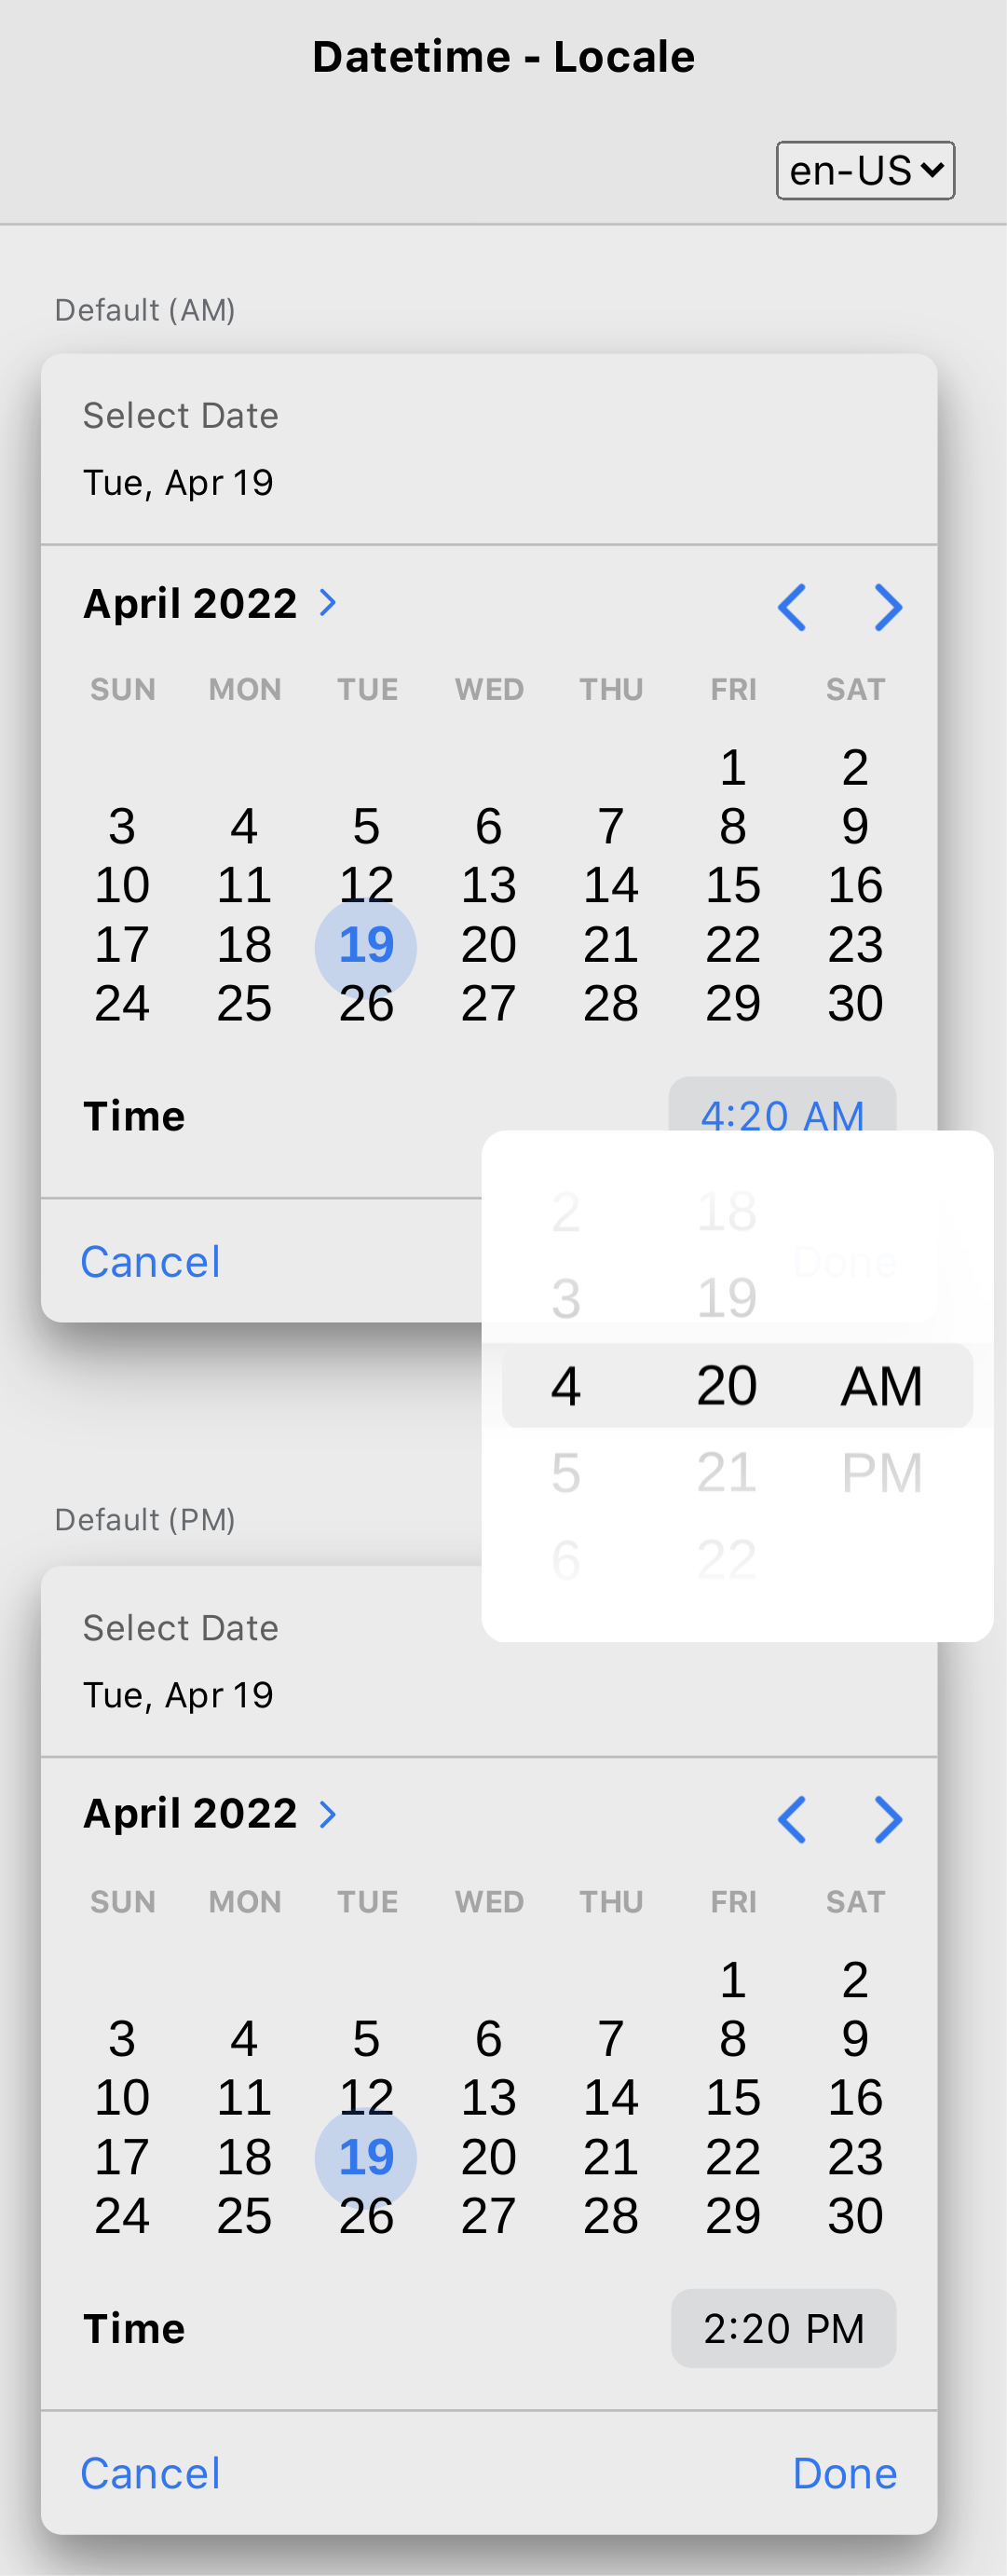 Datetime - Locale
en-US
Default (AM)
Select Date
Tue, Apr 19
April 2022
SUN MON TUE WED THU FRI SAT
1 2
3 4 5 6 7 8 9
10 11 12 13 14 15 16
17 18 19 20 21 22 23
24 25 26 27 28 29 30
Time 4:20 AM
2 18
Cancel Done
3 19
4 20 AM
5 21 PM
6 22
Default (PM)
Select Date
Tue, Apr 19
April 2022
SUN MON TUE WED THU FRI SAT
1 2
3 4 5 6 7 8 9
10 11 12 13 14 15 16
17 18 19 20 21 22 23
24 25 26 27 28 29 30
Time 2:20 PM
Cancel Done